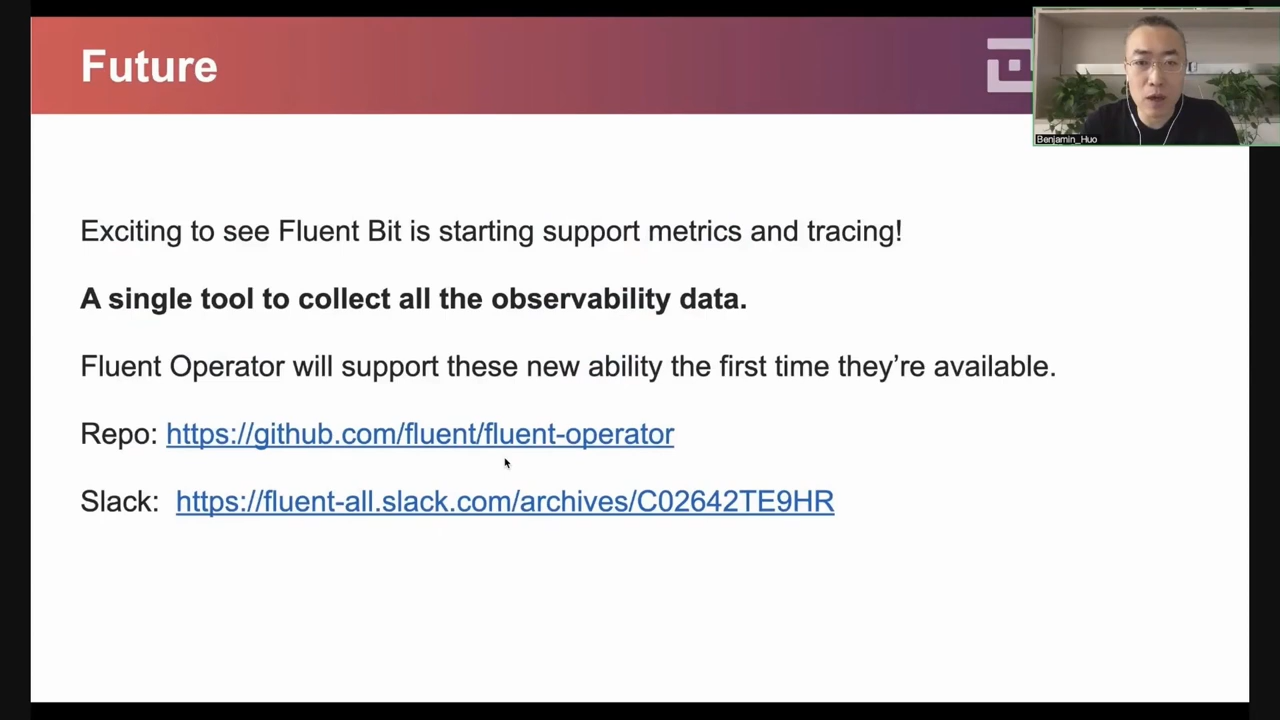 Future
Benjamin_Huo
Exciting to see Fluent Bit is starting support metrics and tracing!
A single tool to collect all the observability data.
Fluent Operator will support these new ability the first time they’re available.
Repo: https://github.com/fluent/fluent-operator
Slack: https://fluent-all.slack.com/archives/C02642TE9HR